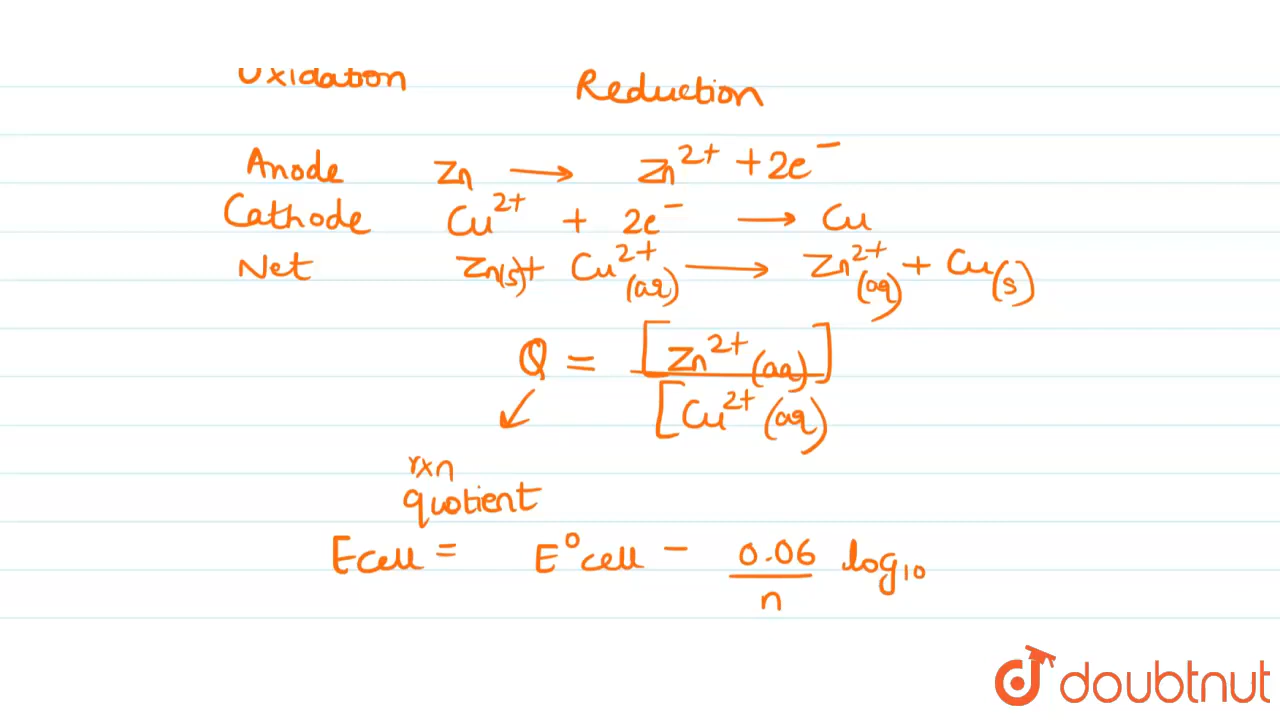 Oxidation Reduction
Anode Zn → Zn²⁺ + 2e⁻
Cathode Cu²⁺ + 2e⁻ → Cu
Net Zn(s) + Cu²⁺(aq) → Zn²⁺(aq) + Cu(s)
Q = [Zn²⁺(aq)]
[Cu²⁺(aq)
rxn
quotient
Ecell = E⁰cell - 0.06 log₁₀
n
doubtnut